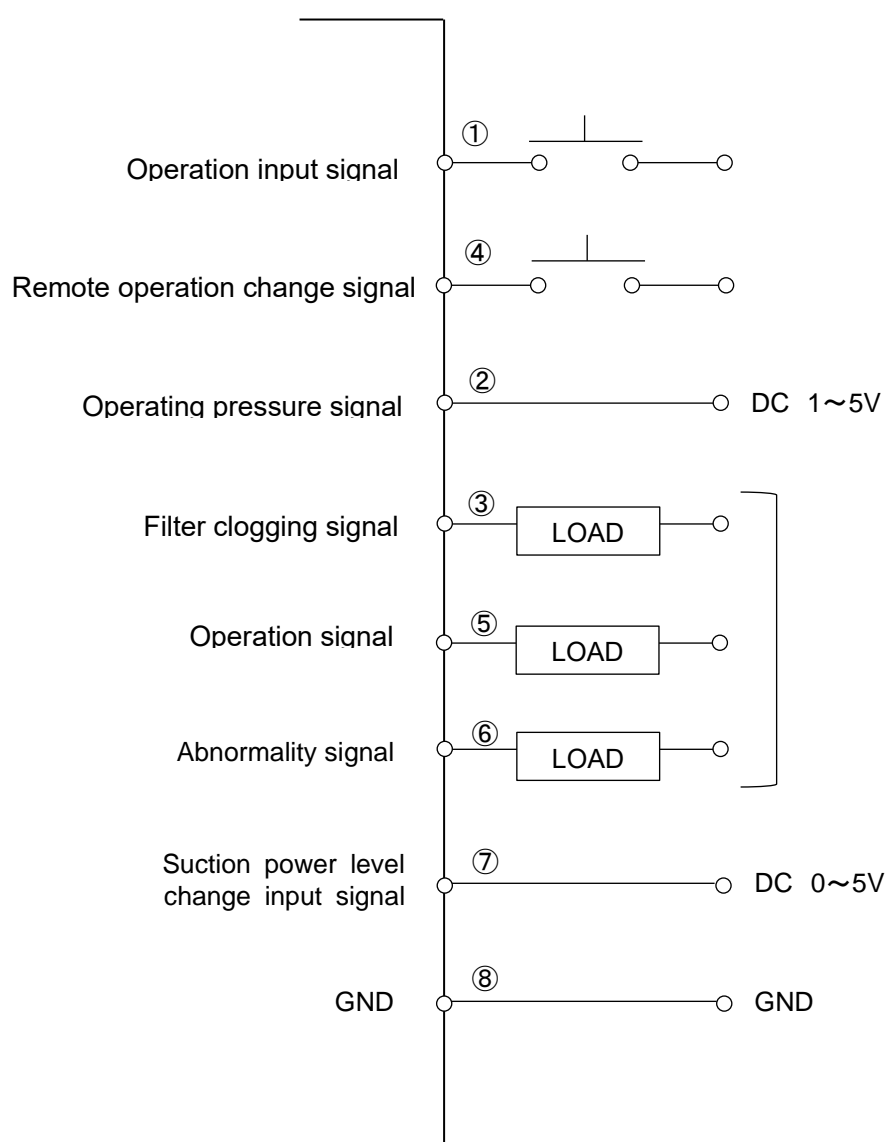 ①
Operation input signal
④
Remote operation change signal
②
Operating pressure signal DC 1～5V
③
Filter clogging signal LOAD
⑤
Operation signal LOAD
⑥
Abnormality signal LOAD
⑦
Suction power level
change input signal DC 0～5V
⑧
GND GND